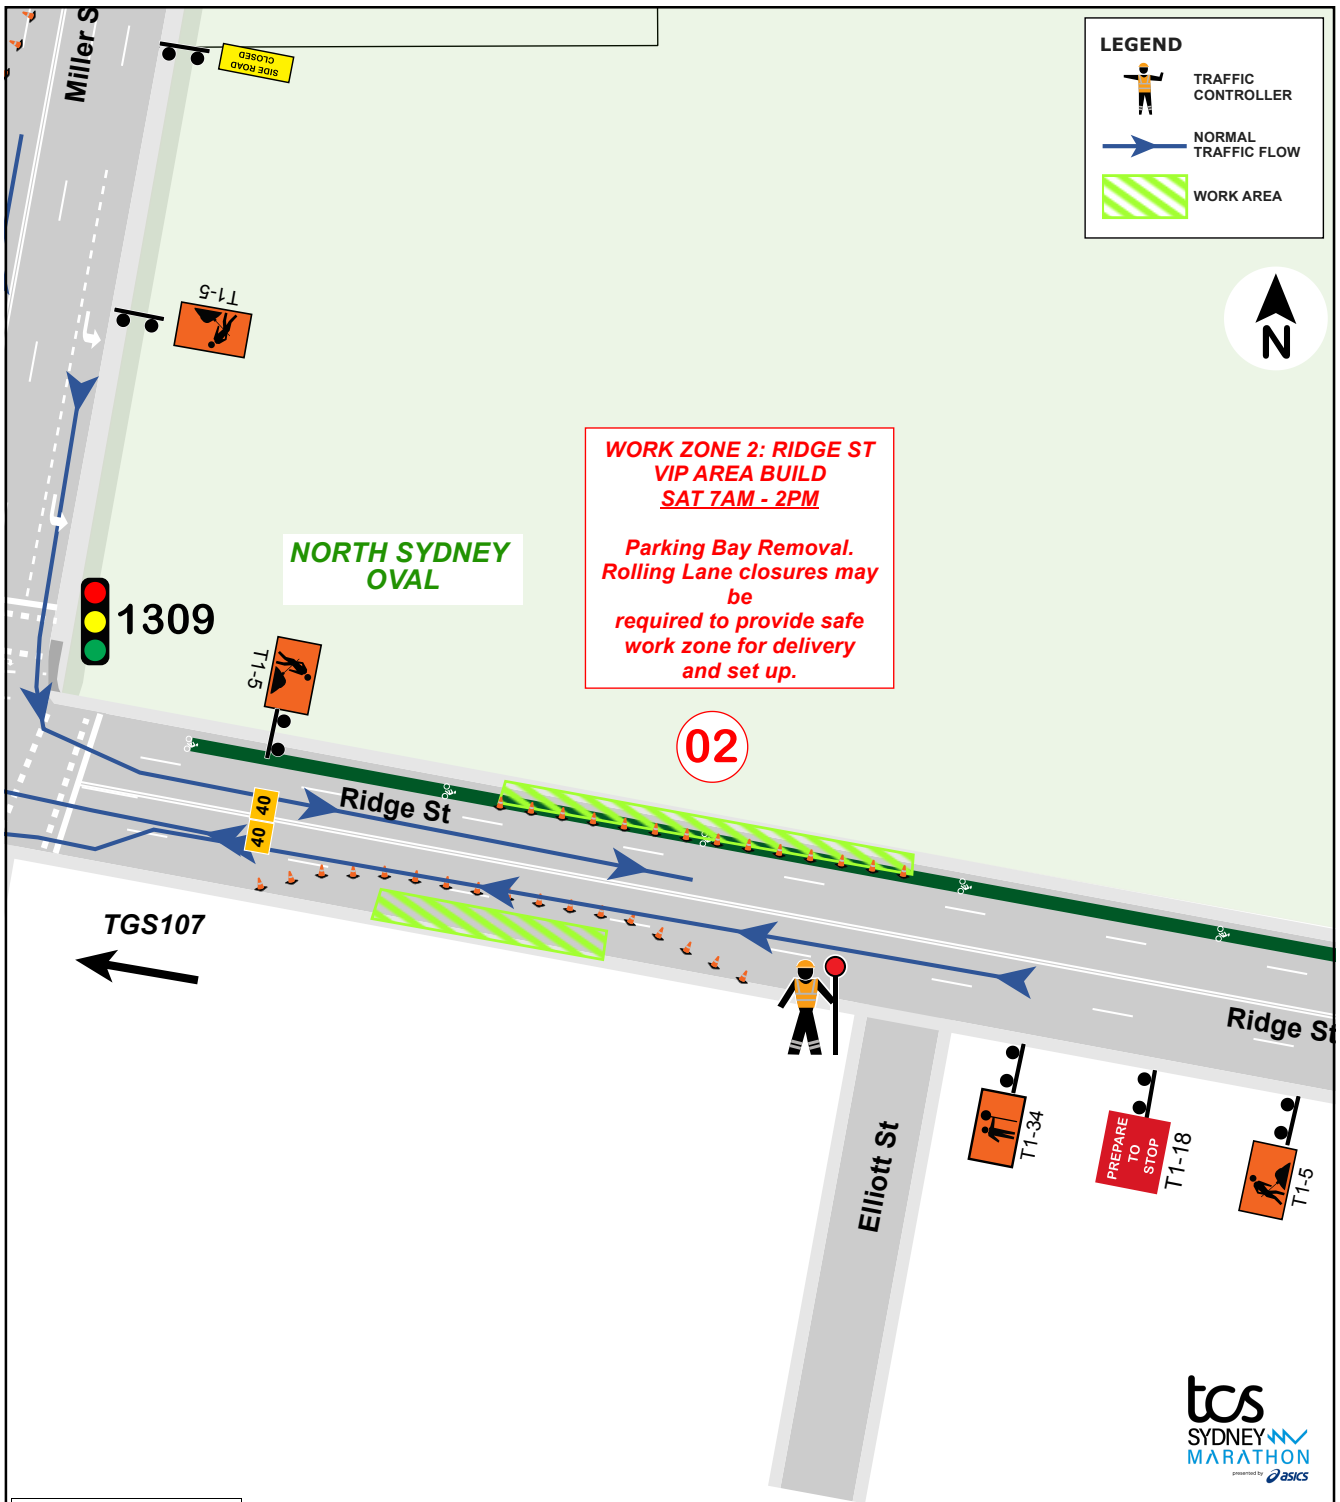 Miller S
SIDE ROAD
CLOSED
LEGEND
TRAFFIC
CONTROLLER
NORMAL
TRAFFIC FLOW
WORK AREA
N
T1-5
WORK ZONE 2: RIDGE ST
VIP AREA BUILD
SAT 7AM - 2PM
Parking Bay Removal.
Rolling Lane closures may
be
required to provide safe
work zone for delivery
and set up.
NORTH SYDNEY
OVAL
1309
T1-5
02
40 40
Ridge St
TGS107
Ridge St
Elliott St
T1-34
PREPARE
TO
STOP
T1-18
T1-5
tcs
SYDNEY
MARATHON
presented by asics